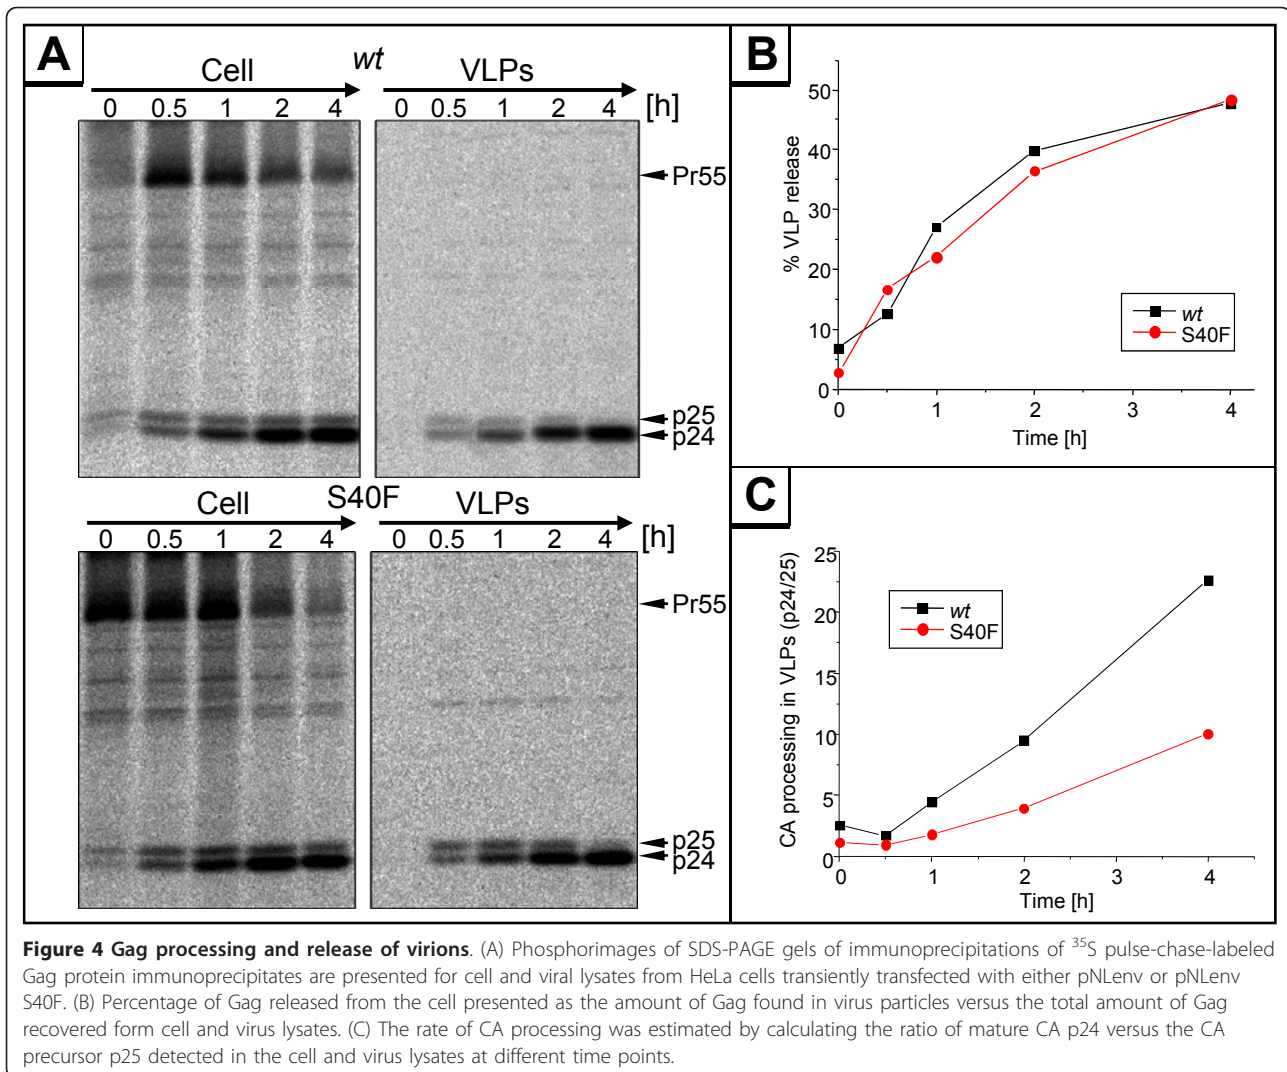 A
wt
Cell
VLPs
0 0.5 1 2 4
0 0.5 1 2 4 [h]
Pr55
p25
p24
S40F
Cell
VLPs
0 0.5 1 2 4
0 0.5 1 2 4 [h]
Pr55
p25
p24
B
% VLP release
50
40
30
20
10
0
0 1 2 3 4
Time [h]
wt
S40F
C
CA processing in VLPs (p24/25)
25
20
15
10
5
0
0 1 2 3 4
Time [h]
wt
S40F
Figure 4 Gag processing and release of virions. (A) Phosphorimages of SDS-PAGE gels of immunoprecipitations of ³⁵S pulse-chase-labeled
Gag protein immunoprecipitates are presented for cell and viral lysates from HeLa cells transiently transfected with either pNLenv or pNLenv
S40F. (B) Percentage of Gag released from the cell presented as the amount of Gag found in virus particles versus the total amount of Gag
recovered form cell and virus lysates. (C) The rate of CA processing was estimated by calculating the ratio of mature CA p24 versus the CA
precursor p25 detected in the cell and virus lysates at different time points.